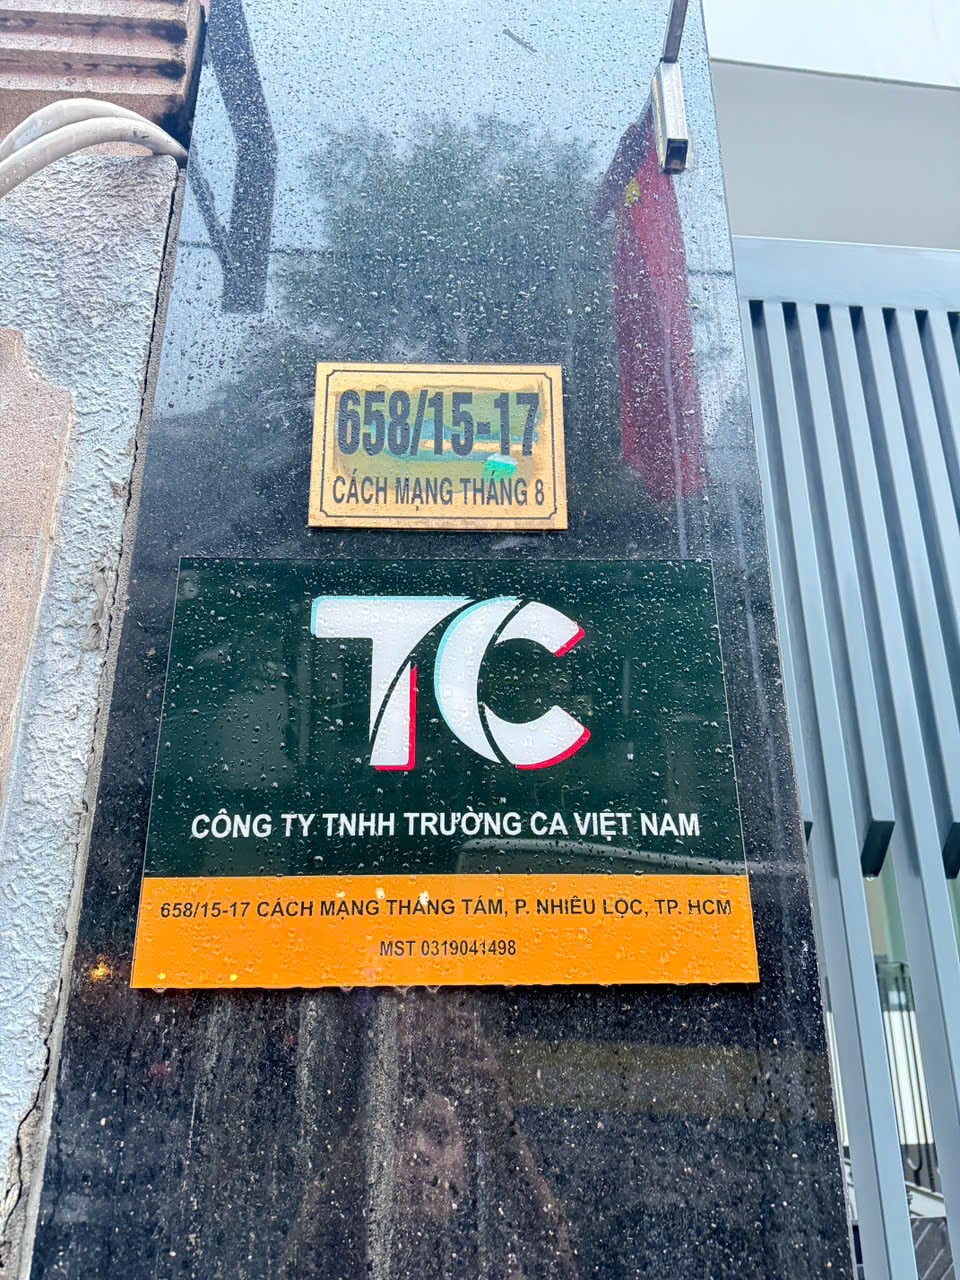 658/15-17
CÁCH MẠNG THÁNG 8
TC
CÔNG TY TNHH TRƯỜNG CA VIỆT NAM
658/15-17 CÁCH MẠNG THÁNG TÁM, P. NHIÊU LỘC, TP. HCM
MST 0319041498